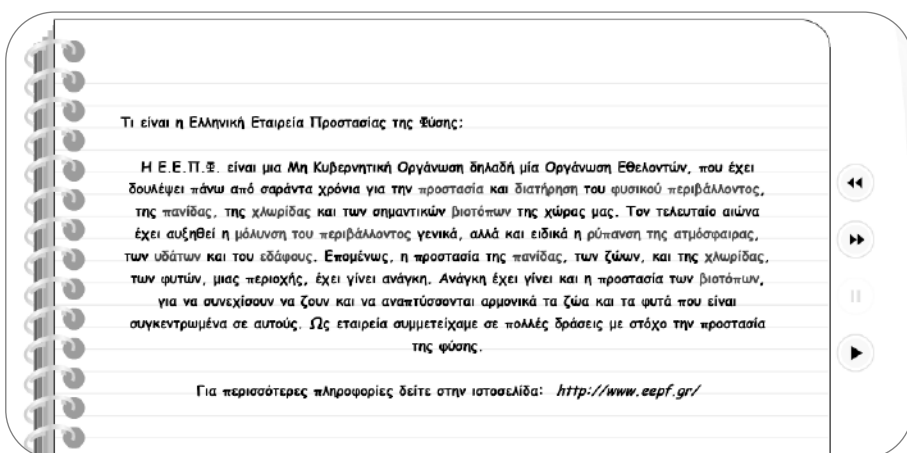 Τι είναι η Ελληνική Εταιρεία Προστασίας της Φύσης;
Η Ε.Ε.Π.Φ. είναι μια Μη Κυβερνητική Οργάνωση δηλαδή μία Οργάνωση Εθελοντών, που έχει
δουλέψει πάνω από σαράντα χρόνια για την προστασία και διατήρηση του φυσικού περιβάλλοντος,
της πανίδας, της χλωρίδας και των σημαντικών βιοτόπων της χώρας μας. Τον τελευταίο αιώνα
έχει αυξηθεί η μόλυνση του περιβάλλοντος γενικά, αλλά και ειδικά η ρύπανση της ατμόσφαιρας,
των υδάτων και του εδάφους. Επομένως, η προστασία της πανίδας, των ζώων, και της χλωρίδας,
των φυτών, μιας περιοχής, έχει γίνει ανάγκη. Ανάγκη έχει γίνει και η προστασία των βιοτόπων,
για να συνεχίσουν να ζουν και να αναπτύσσονται αρμονικά τα ζώα και τα φυτά που είναι
συγκεντρωμένα σε αυτούς. Ως εταιρεία συμμετείχαμε σε πολλές δράσεις με στόχο την προστασία
της φύσης.
Για περισσότερες πληροφορίες δείτε στην ιστοσελίδα: http://www.eepf.gr/